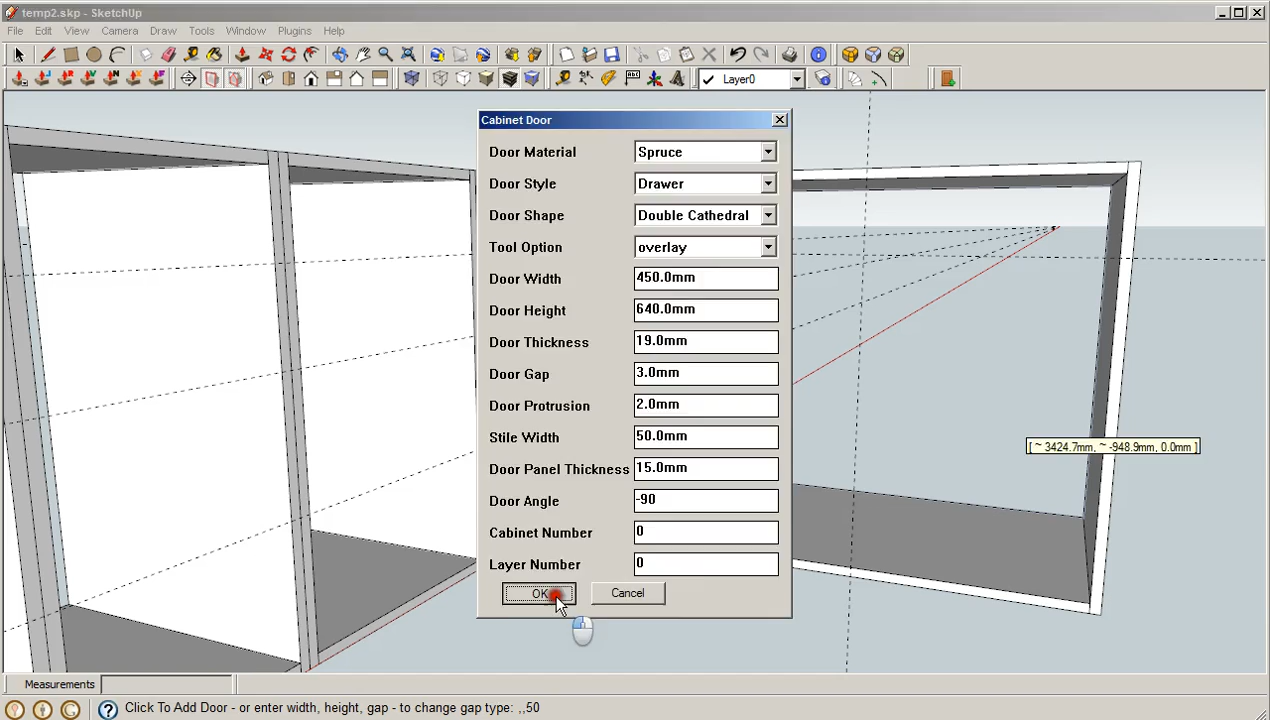 temp2.skp - SketchUp
File Edit View Camera Draw Tools Window Plugins Help
Layer0
Cabinet Door
Door Material Spruce
Door Style Drawer
Door Shape Double Cathedral
Tool Option overlay
Door Width 450.0mm
Door Height 640.0mm
Door Thickness 19.0mm
Door Gap 3.0mm
Door Protrusion 2.0mm
Stile Width 50.0mm
[ ~ 3424.7mm, ~ -948.9mm, 0.0mm ]
Door Panel Thickness 15.0mm
Door Angle -90
Cabinet Number 0
Layer Number 0
OK Cancel
Measurements
Click To Add Door - or enter width, height, gap - to change gap type: ,,50